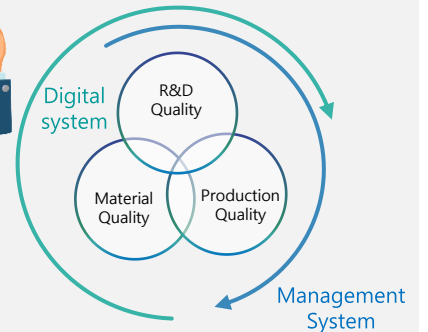 R&D
Quality
Digital
system
Material
Quality
Production
Quality
Management
System